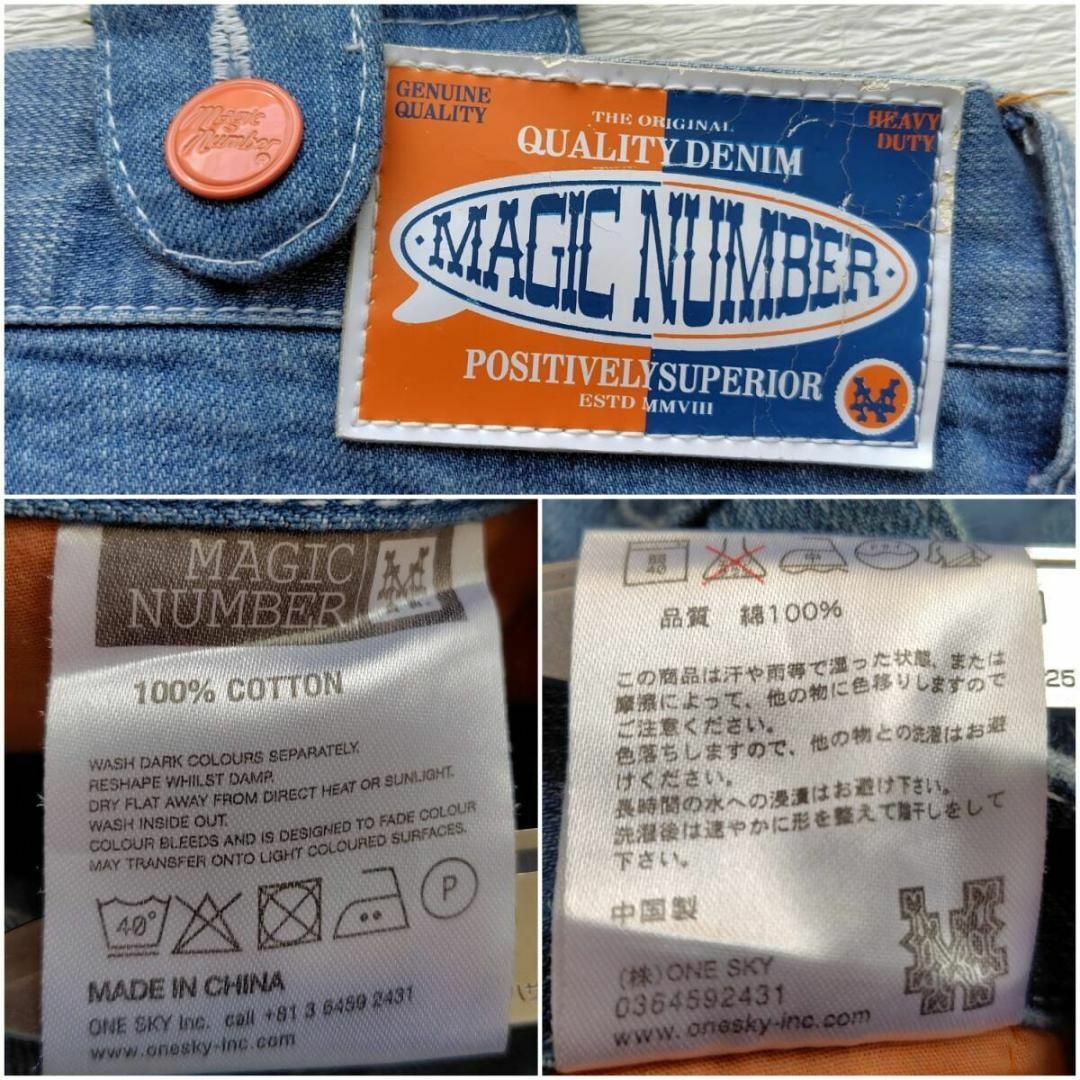 Magic
Number
GENUINE
QUALITY
THE ORIGINAL
QUALITY DENIM
HEAVY
DUTY
MAGIC NUMBER
POSITIVELY SUPERIOR
ESTD MMVIII
M
MAGIC
NUMBER
100% COTTON
WASH DARK COLOURS SEPARATELY.
RESHAPE WHILST DAMP.
DRY FLAT AWAY FROM DIRECT HEAT OR SUNLIGHT.
WASH INSIDE OUT.
COLOUR BLEEDS AND IS DESIGNED TO FADE COLOUR
MAY TRANSFER ONTO LIGHT COLOURED SURFACES.
40°
P
MADE IN CHINA
ONE SKY Inc. call +81 3 6459 2431
www.onesky-inc.com
40
中
ドライ
品質 綿100%
この商品は汗や雨等で湿った状態、または
摩擦によって、他の物に色移りしますので
ご注意ください。
色落ちしますので、他の物との洗濯はお避
けください。
長時間の水への浸漬はお避け下さい。
洗濯後は速やかに形を整えて陰干しをして
下さい。
中国製
(株)ONE SKY
0364592431
www.onesky-inc.com
25